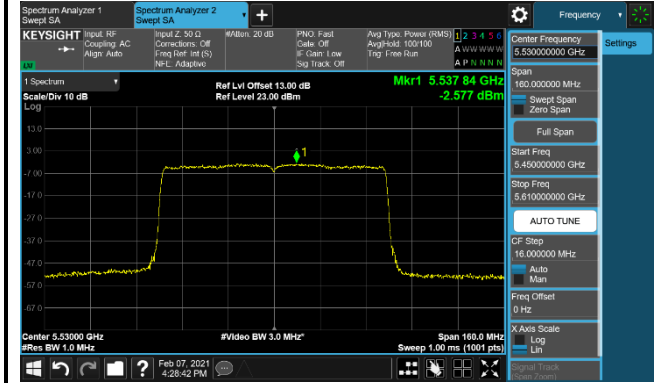 Spectrum Analyzer 1
Swept SA
Spectrum Analyzer 2
Swept SA
+
Frequency
KEYSIGHT
Input: RF
Coupling: AC
Align: Auto
Input Z: 50 Ω
Corrections: Off
Freq Ref: Int (S)
NFE: Adaptive
#Atten: 20 dB
PNO: Fast
Gate: Off
IF Gain: Low
Sig Track: Off
Avg Type: Power (RMS)
Avg|Hold: 100/100
Trig: Free Run
1 2 3 4 5 6
A W W W W W
A P N N N N
LM
1 Spectrum
Scale/Div 10 dB
Log
Ref Lvl Offset 13.00 dB
Ref Level 23.00 dBm
Mkr1 5.537 84 GHz
-2.577 dBm
13.0
3.00
-7.00
-17.0
-27.0
-37.0
-47.0
-57.0
-67.0
1
Center 5.53000 GHz
#Res BW 1.0 MHz
#Video BW 3.0 MHz*
Span 160.0 MHz
Sweep 1.00 ms (1001 pts)
Feb 07, 2021
4:28:42 PM
?
Center Frequency
5.530000000 GHz
Settings
Span
160.000000 MHz
Swept Span
Zero Span
Full Span
Start Freq
5.450000000 GHz
Stop Freq
5.610000000 GHz
AUTO TUNE
CF Step
16.000000 MHz
Auto
Man
Freq Offset
0 Hz
X Axis Scale
Log
Lin
Signal Track
(Span Zoom)